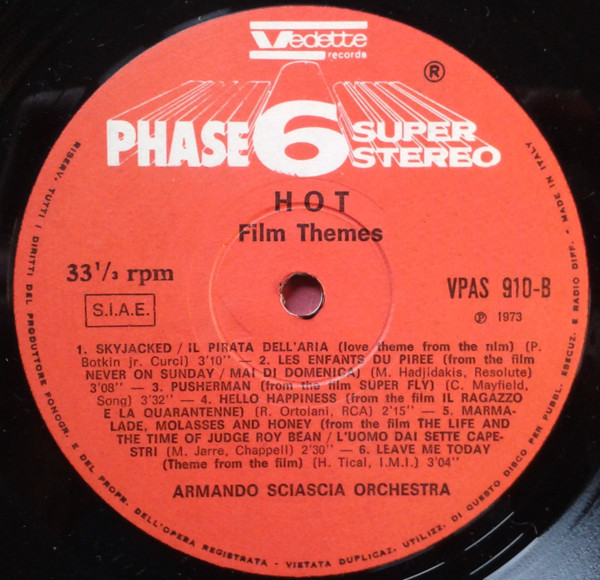 Vedette
records
®
PHASE 6 SUPER
STEREO
HOT
Film Themes
33 1/3 rpm
VPAS 910-B
S.I.A.E.
℗ 1973
1. SKYJACKED / IL PIRATA DELL'ARIA (love theme from the film) (P.
Botkin jr. Curci) 3'10" — 2. LES ENFANTS DU PIREE (from the film
NEVER ON SUNDAY / MAI DI DOMENICA) (M. Hadjidakis, Resolute)
3'08" — 3. PUSHERMAN (from the film SUPER FLY) (C. Mayfield,
Song) 3'32" — 4. HELLO HAPPINESS (from the film IL RAGAZZO
E LA QUARANTENNE) (R. Ortolani, RCA) 2'15" — 5. MARMA-
LADE, MOLASSES AND HONEY (from the film THE LIFE AND
THE TIME OF JUDGE ROY BEAN / L'UOMO DAI SETTE CAPE-
STRI (M. Jarre, Chappell) 2'30" — 6. LEAVE ME TODAY
(Theme from the film) (H. Tical, I.M.I.) 3'04"
ARMANDO SCIASCIA ORCHESTRA
RISERV. TUTTI I DIRITTI DEL PRODUTTORE FONOGR. E DEL PROPR. DELL'OPERA REGISTRATA - VIETATA DUPLICAZ. UTILIZZ. DI QUESTO DISCO PER PUBBL. ESECUZ. E RADIO DIFF. - MADE IN ITALY